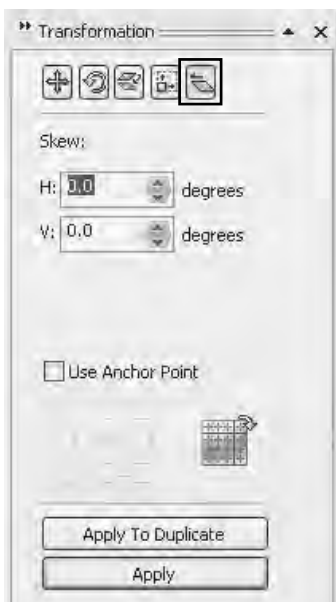 Transformation
Skew:
H: 0.0 degrees
V: 0.0 degrees
Use Anchor Point
Apply To Duplicate
Apply